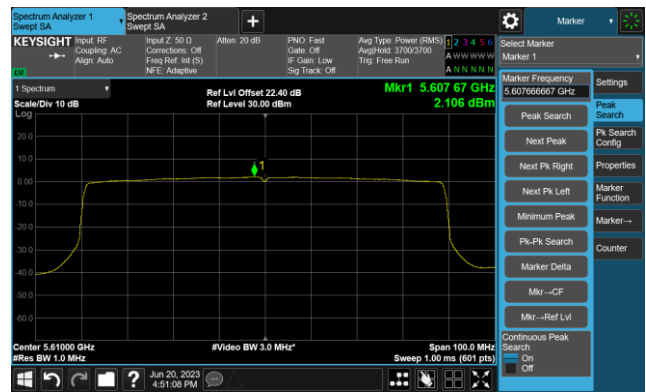 Spectrum Analyzer 1
Swept SA
Spectrum Analyzer 2
Swept SA
Marker
KEYSIGHT
Input: RF
Coupling: AC
Align: Auto
Input Z: 50 Ω
Corrections: Off
Freq Ref: Int (S)
NFE: Adaptive
Atten: 20 dB
PNO: Fast
Gate: Off
IF Gain: Low
Sig Track: Off
Avg Type: Power (RMS)
Avg|Hold: 3700/3700
Trig: Free Run
1 2 3 4 5 6
A W W W W W
A N N N N N
Select Marker
Marker 1
1 Spectrum
Scale/Div 10 dB
Log
Ref Lvl Offset 22.40 dB
Ref Level 30.00 dBm
Mkr1 5.607 67 GHz
2.106 dBm
20.0
10.0
0.00
-10.0
-20.0
-30.0
-40.0
-50.0
-60.0
1
Center 5.61000 GHz
#Res BW 1.0 MHz
#Video BW 3.0 MHz*
Span 100.0 MHz
Sweep 1.00 ms (601 pts)
Marker Frequency
5.607666667 GHz
Peak Search
Next Peak
Next Pk Right
Next Pk Left
Minimum Peak
Pk-Pk Search
Marker Delta
Mkr→CF
Mkr→Ref Lvl
Continuous Peak
Search
On
Off
Settings
Peak
Search
Pk Search
Config
Properties
Marker
Function
Marker→
Counter
?
Jun 20, 2023
4:51:08 PM